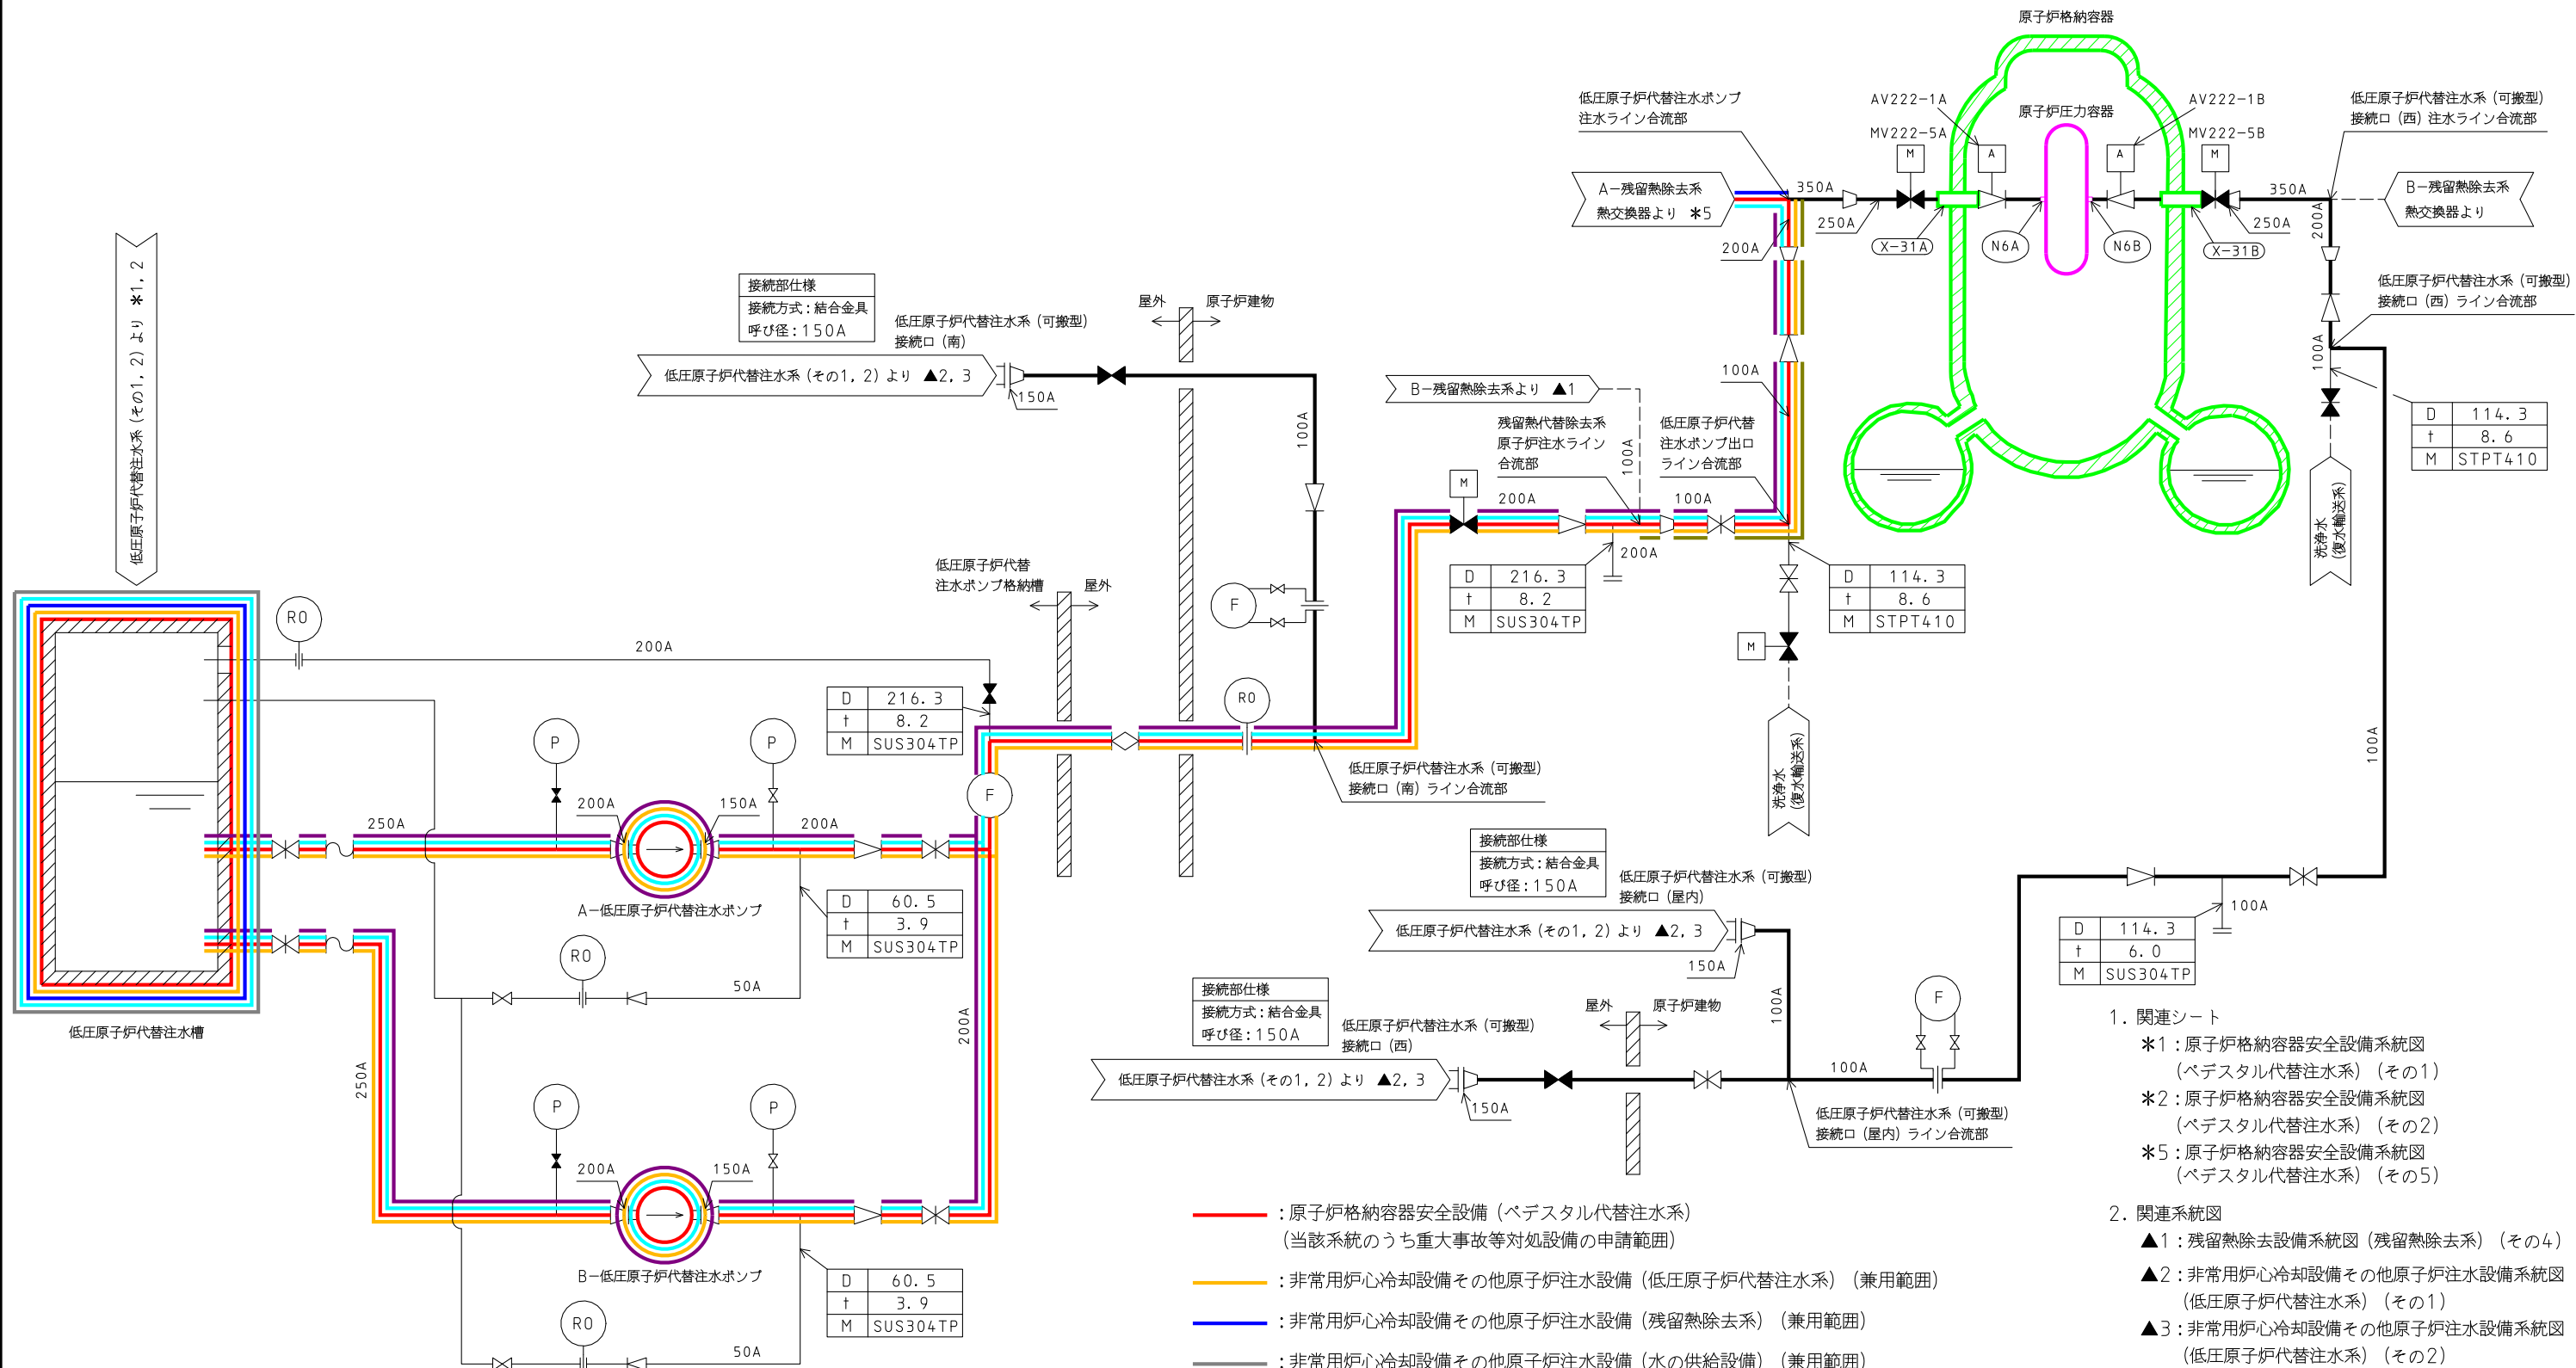 原子炉格納容器
低圧原子炉代替注水ポンプ
注水ライン合流部
AV222-1A
MV222-5A
原子炉圧力容器
AV222-1B
MV222-5B
低圧原子炉代替注水系(可搬型)
接続口(西)注水ライン合流部
M
A
A
M
A-残留熱除去系
熱交換器より ＊5
350A
250A
200A
X-31A
N6A
N6B
X-31B
350A
250A
200A
B-残留熱除去系
熱交換器より
低圧原子炉代替注水系(可搬型)
接続口(西)ライン合流部
100A
D 114.3
t 8.6
M STPT410
洗浄水
(復水輸送系)
低圧原子炉代替注水系(その1,2)より ＊1,2
接続部仕様
接続方式:結合金具
呼び径:150A
低圧原子炉代替注水系(可搬型)
接続口(南)
低圧原子炉代替注水系(その1,2)より ▲2,3
150A
屋外
原子炉建物
100A
B-残留熱除去系より ▲1
100A
残留熱代替除去系
原子炉注水ライン
合流部
100A
低圧原子炉代替
注水ポンプ出口
ライン合流部
M
200A
100A
200A
D 216.3
t 8.2
M SUS304TP
D 114.3
t 8.6
M STPT410
M
洗浄水
(復水輸送系)
低圧原子炉代替
注水ポンプ格納槽
屋外
F
RO
RO
200A
D 216.3
t 8.2
M SUS304TP
F
低圧原子炉代替注水系(可搬型)
接続口(南)ライン合流部
P
P
250A
200A
150A
200A
A-低圧原子炉代替注水ポンプ
D 60.5
t 3.9
M SUS304TP
RO
50A
低圧原子炉代替注水槽
250A
200A
P
P
200A
150A
B-低圧原子炉代替注水ポンプ
D 60.5
t 3.9
M SUS304TP
RO
50A
接続部仕様
接続方式:結合金具
呼び径:150A
低圧原子炉代替注水系(可搬型)
接続口(屋内)
低圧原子炉代替注水系(その1,2)より ▲2,3
150A
100A
接続部仕様
接続方式:結合金具
呼び径:150A
低圧原子炉代替注水系(可搬型)
接続口(西)
低圧原子炉代替注水系(その1,2)より ▲2,3
150A
屋外
原子炉建物
100A
低圧原子炉代替注水系(可搬型)
接続口(屋内)ライン合流部
F
100A
100A
D 114.3
t 6.0
M SUS304TP
:原子炉格納容器安全設備(ペデスタル代替注水系)
(当該系統のうち重大事故等対処設備の申請範囲)
:非常用炉心冷却設備その他原子炉注水設備(低圧原子炉代替注水系)(兼用範囲)
:非常用炉心冷却設備その他原子炉注水設備(残留熱除去系)(兼用範囲)
:非常用炉心冷却設備その他原子炉注水設備(水の供給設備)(兼用範囲)
1. 関連シート
＊1:原子炉格納容器安全設備系統図
(ペデスタル代替注水系)(その1)
＊2:原子炉格納容器安全設備系統図
(ペデスタル代替注水系)(その2)
＊5:原子炉格納容器安全設備系統図
(ペデスタル代替注水系)(その5)
2. 関連系統図
▲1:残留熱除去設備系統図(残留熱除去系)(その4)
▲2:非常用炉心冷却設備その他原子炉注水設備系統図
(低圧原子炉代替注水系)(その1)
▲3:非常用炉心冷却設備その他原子炉注水設備系統図
(低圧原子炉代替注水系)(その2)